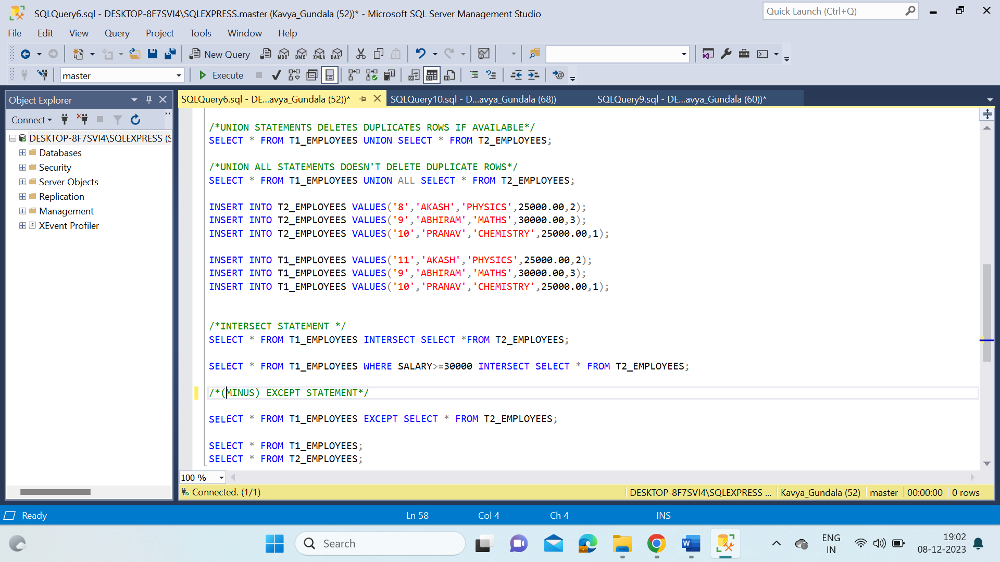 SQLQuery6.sql - DESKTOP-8F7SVI4\SQLEXPRESS.master (Kavya_Gundala (52))* - Microsoft SQL Server Management Studio
Quick Launch (Ctrl+Q)
File Edit View Query Project Tools Window Help
New Query MDX DMX XMLA DAX
master Execute
Object Explorer
SQLQuery6.sql - DE...avya_Gundala (52))* SQLQuery10.sql - D...avya_Gundala (68)) SQLQuery9.sql - DE...avya_Gundala (60))*
Connect
DESKTOP-8F7SVI4\SQLEXPRESS (S
Databases
Security
Server Objects
Replication
Management
XEvent Profiler
/*UNION STATEMENTS DELETES DUPLICATES ROWS IF AVAILABLE*/
SELECT * FROM T1_EMPLOYEES UNION SELECT * FROM T2_EMPLOYEES;
/*UNION ALL STATEMENTS DOESN'T DELETE DUPLICATE ROWS*/
SELECT * FROM T1_EMPLOYEES UNION ALL SELECT * FROM T2_EMPLOYEES;
INSERT INTO T2_EMPLOYEES VALUES('8','AKASH','PHYSICS',25000.00,2);
INSERT INTO T2_EMPLOYEES VALUES('9','ABHIRAM','MATHS',30000.00,3);
INSERT INTO T2_EMPLOYEES VALUES('10','PRANAV','CHEMISTRY',25000.00,1);
INSERT INTO T1_EMPLOYEES VALUES('11','AKASH','PHYSICS',25000.00,2);
INSERT INTO T1_EMPLOYEES VALUES('9','ABHIRAM','MATHS',30000.00,3);
INSERT INTO T1_EMPLOYEES VALUES('10','PRANAV','CHEMISTRY',25000.00,1);
/*INTERSECT STATEMENT */
SELECT * FROM T1_EMPLOYEES INTERSECT SELECT *FROM T2_EMPLOYEES;
SELECT * FROM T1_EMPLOYEES WHERE SALARY>=30000 INTERSECT SELECT * FROM T2_EMPLOYEES;
/*(MINUS) EXCEPT STATEMENT*/
SELECT * FROM T1_EMPLOYEES EXCEPT SELECT * FROM T2_EMPLOYEES;
SELECT * FROM T1_EMPLOYEES;
SELECT * FROM T2_EMPLOYEES;
100 %
Connected. (1/1) DESKTOP-8F7SVI4\SQLEXPRESS ... Kavya_Gundala (52) master 00:00:00 0 rows
Ready Ln 58 Col 4 Ch 4 INS
Search
ENG
IN
19:02
08-12-2023